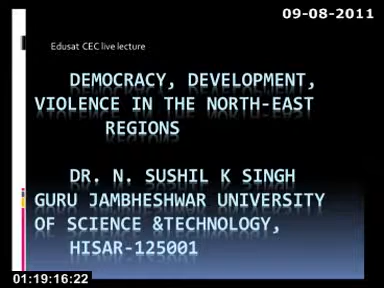 09-08-2011
Edusat CEC live lecture
DEMOCRACY, DEVELOPMENT,
VIOLENCE IN THE NORTH-EAST
REGIONS
DR. N. SUSHIL K SINGH
GURU JAMBHESHWAR UNIVERSITY
OF SCIENCE &TECHNOLOGY,
HISAR-125001
01:19:16:22